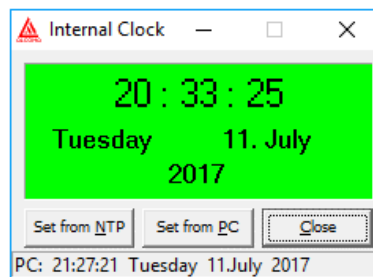 Internal Clock
20 : 33 : 25
Tuesday 11. July
2017
Set from NTP Set from PC Close
PC: 21:27:21 Tuesday 11.July 2017